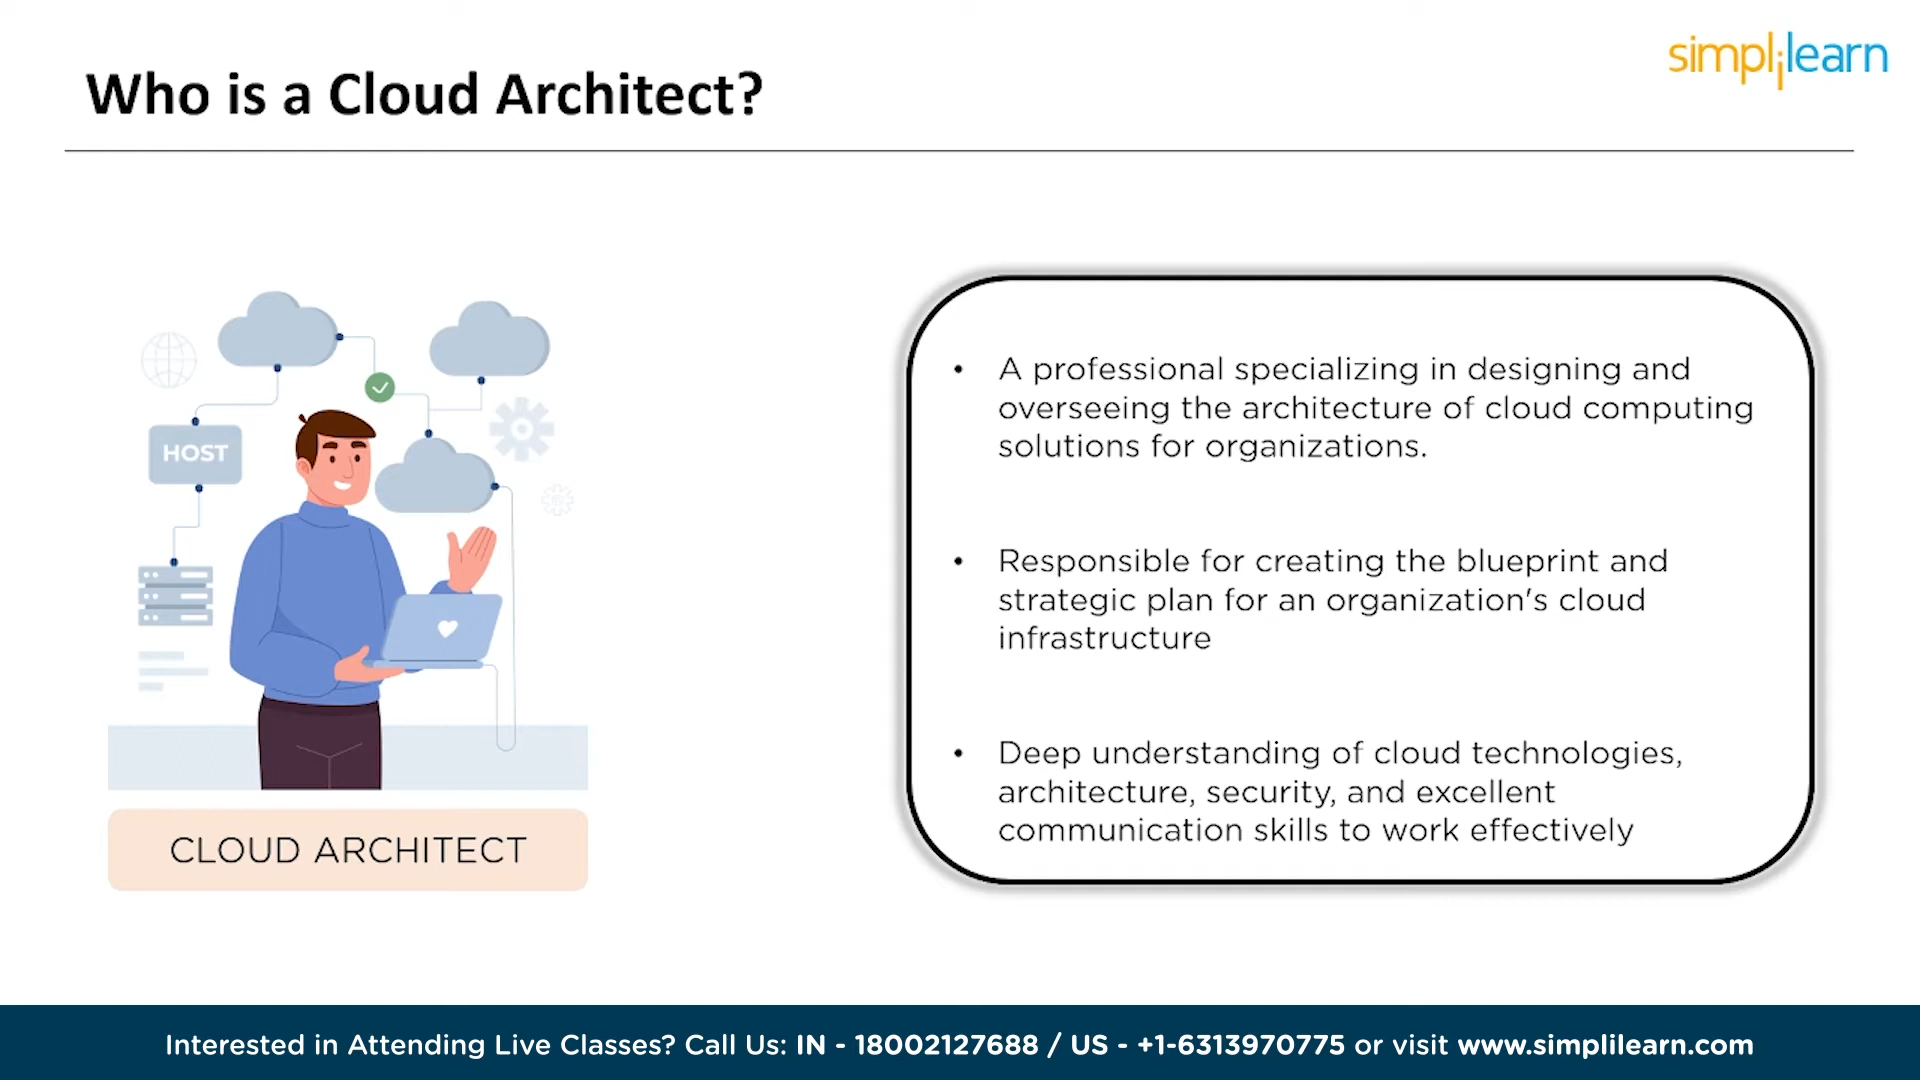 Who is a Cloud Architect?
simplilearn
HOST
CLOUD ARCHITECT
• A professional specializing in designing and
overseeing the architecture of cloud computing
solutions for organizations.
• Responsible for creating the blueprint and
strategic plan for an organization's cloud
infrastructure
• Deep understanding of cloud technologies,
architecture, security, and excellent
communication skills to work effectively
Interested in Attending Live Classes? Call Us: IN - 18002127688 / US - +1-6313970775 or visit www.simplilearn.com